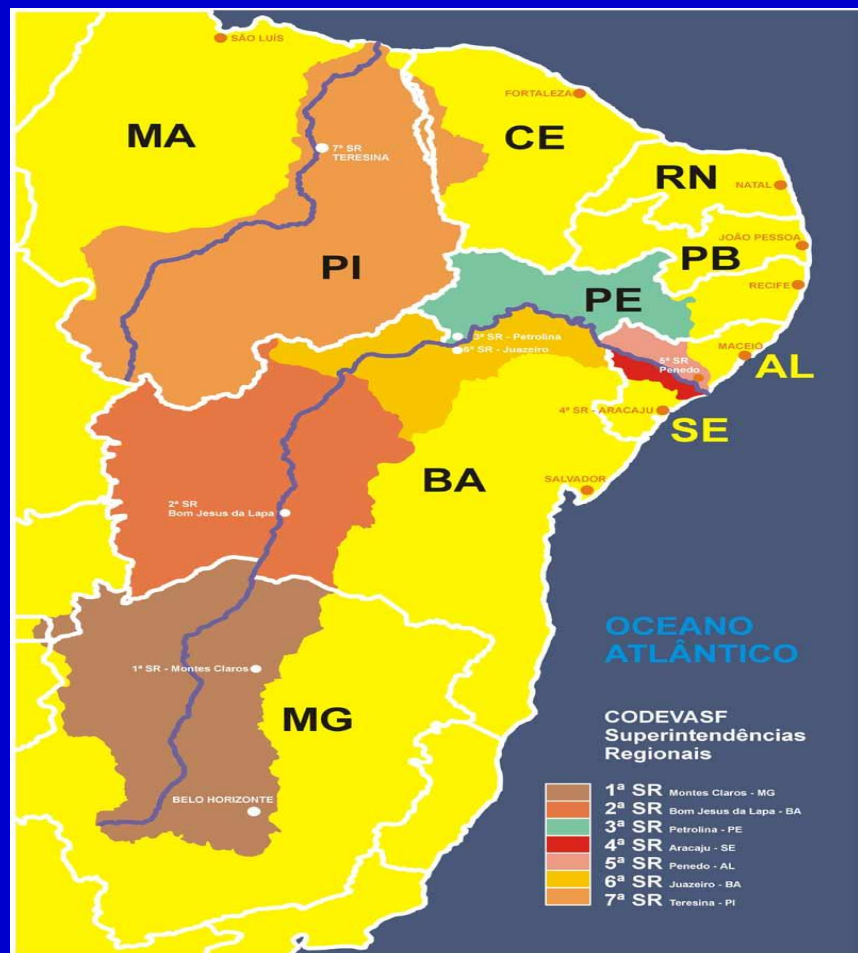 SÃO LUÍS
FORTALEZA
MA
CE
7ª SR
TERESINA
RN
NATAL
JOÃO PESSOA
PB
PI
RECIFE
PE
3ª SR - Petrolina
6ª SR - Juazeiro
MACEIÓ
5ª SR
Penedo
AL
4ª SR - ARACAJU
SE
BA
SALVADOR
2ª SR
Bom Jesus da Lapa
OCEANO
ATLÂNTICO
1ª SR - Montes Claros
MG
CODEVASF
Superintendências
Regionais
BELO HORIZONTE
1ª SR Montes Claros - MG
2ª SR Bom Jesus da Lapa - BA
3ª SR Petrolina - PE
4ª SR Aracaju - SE
5ª SR Penedo - AL
6ª SR Juazeiro - BA
7ª SR Teresina - PI